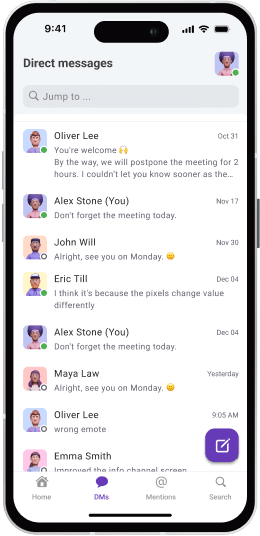 9:41
Direct messages
Jump to ...
Oliver Lee Oct 31
You're welcome 🙌
By the way, we will postpone the meeting for 2
hours. I couldn't let you know sooner as the...
Alex Stone (You) Nov 17
Don't forget the meeting today.
John Will Nov 30
Alright, see you on Monday. 😊
Eric Till Dec 04
I think it's because the pixels change value
differently
Alex Stone (You) Dec 04
Don't forget the meeting today.
Maya Law Yesterday
Alright, see you on Monday. 😊
Oliver Lee 9:05 AM
wrong emote
Emma Smith
Improved the info channel screen
Home DMs Mentions Search